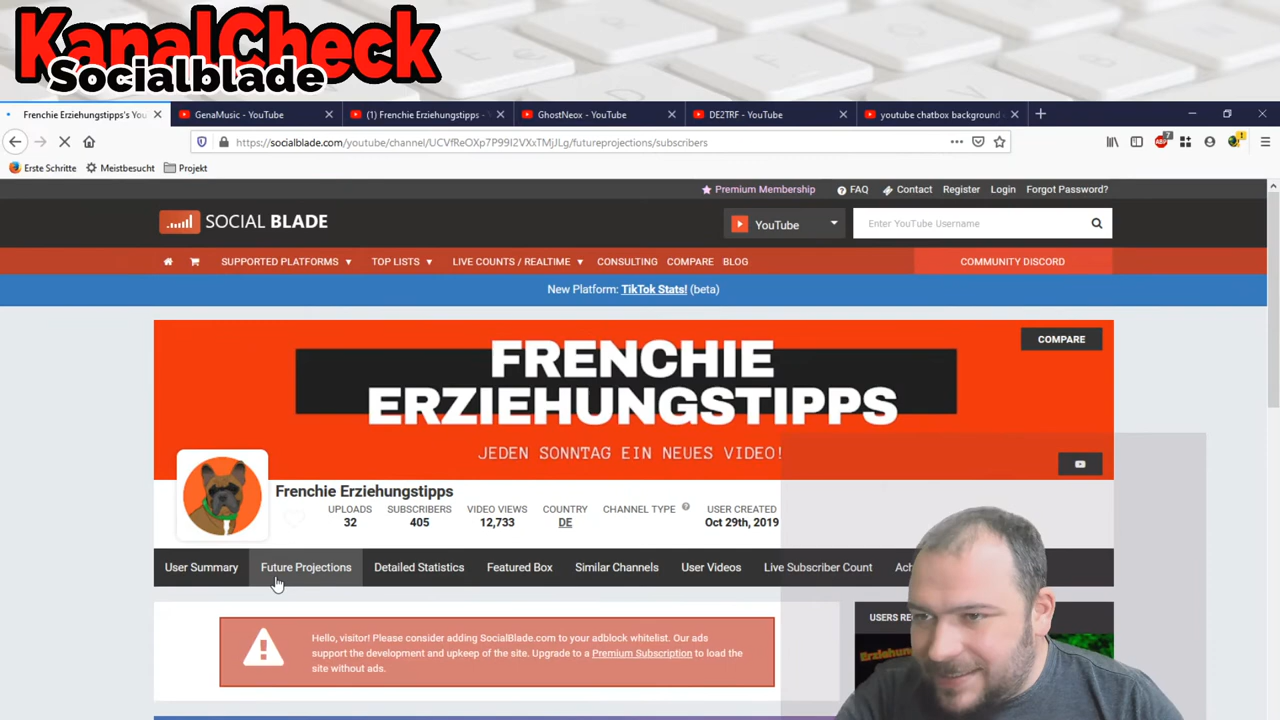 KanalCheck
Socialblade
Frenchie Erziehungstipps's You
GenaMusic - YouTube
(1) Frenchie Erziehungstipps -
GhostNeox - YouTube
DE2TRF - YouTube
youtube chatbox background
https://socialblade.com/youtube/channel/UCVfReOXp7P99I2VXxTMjJLg/futureprojections/subscribers
Erste Schritte Meistbesucht Projekt
Premium Membership FAQ Contact Register Login Forgot Password?
SOCIAL BLADE YouTube Enter YouTube Username
SUPPORTED PLATFORMS TOP LISTS LIVE COUNTS / REALTIME CONSULTING COMPARE BLOG COMMUNITY DISCORD
New Platform: TikTok Stats! (beta)
COMPARE
FRENCHIE
ERZIEHUNGSTIPPS
JEDEN SONNTAG EIN NEUES VIDEO!
Frenchie Erziehungstipps
UPLOADS SUBSCRIBERS VIDEO VIEWS COUNTRY CHANNEL TYPE USER CREATED
32 405 12,733 DE Oct 29th, 2019
User Summary Future Projections Detailed Statistics Featured Box Similar Channels User Videos Live Subscriber Count
Hello, visitor! Please consider adding SocialBlade.com to your adblock whitelist. Our ads
support the development and upkeep of the site. Upgrade to a Premium Subscription to load the
site without ads.
USERS